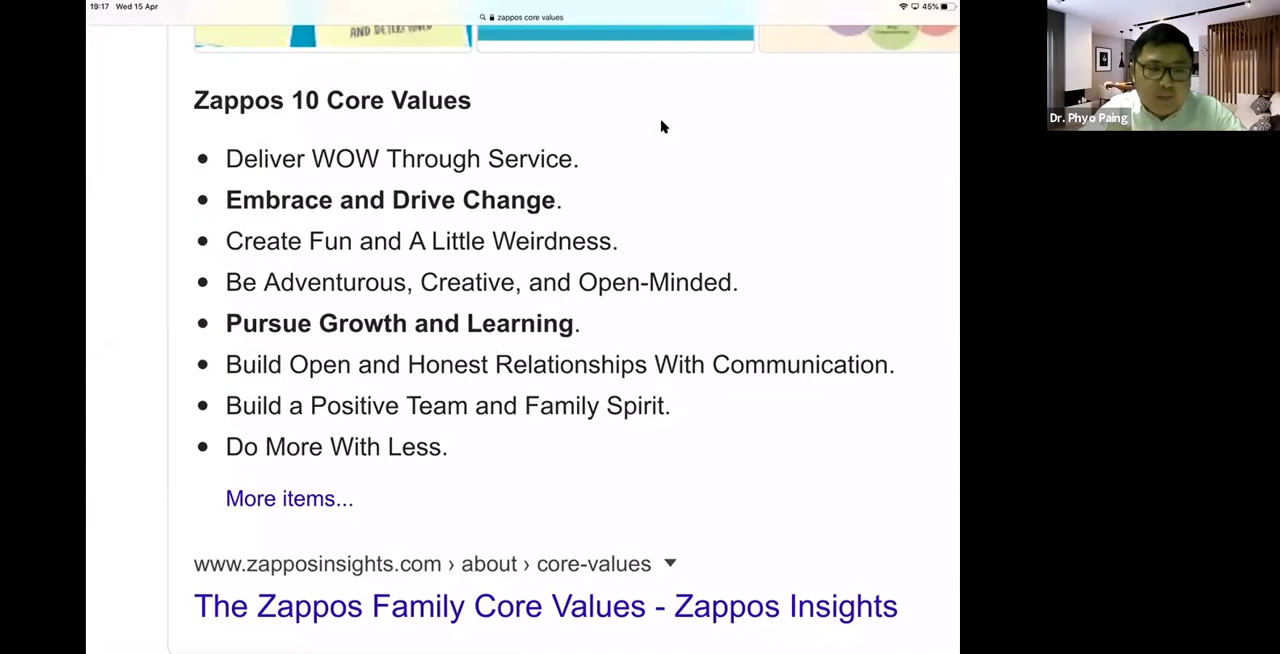 19:17 Wed 15 Apr
zappos core values
45%
AND DETERMINED
Zappos 10 Core Values
Deliver WOW Through Service.
Embrace and Drive Change.
Create Fun and A Little Weirdness.
Be Adventurous, Creative, and Open-Minded.
Pursue Growth and Learning.
Build Open and Honest Relationships With Communication.
Build a Positive Team and Family Spirit.
Do More With Less.
More items...
www.zapposinsights.com › about › core-values
The Zappos Family Core Values - Zappos Insights
Dr. Phyo Paing